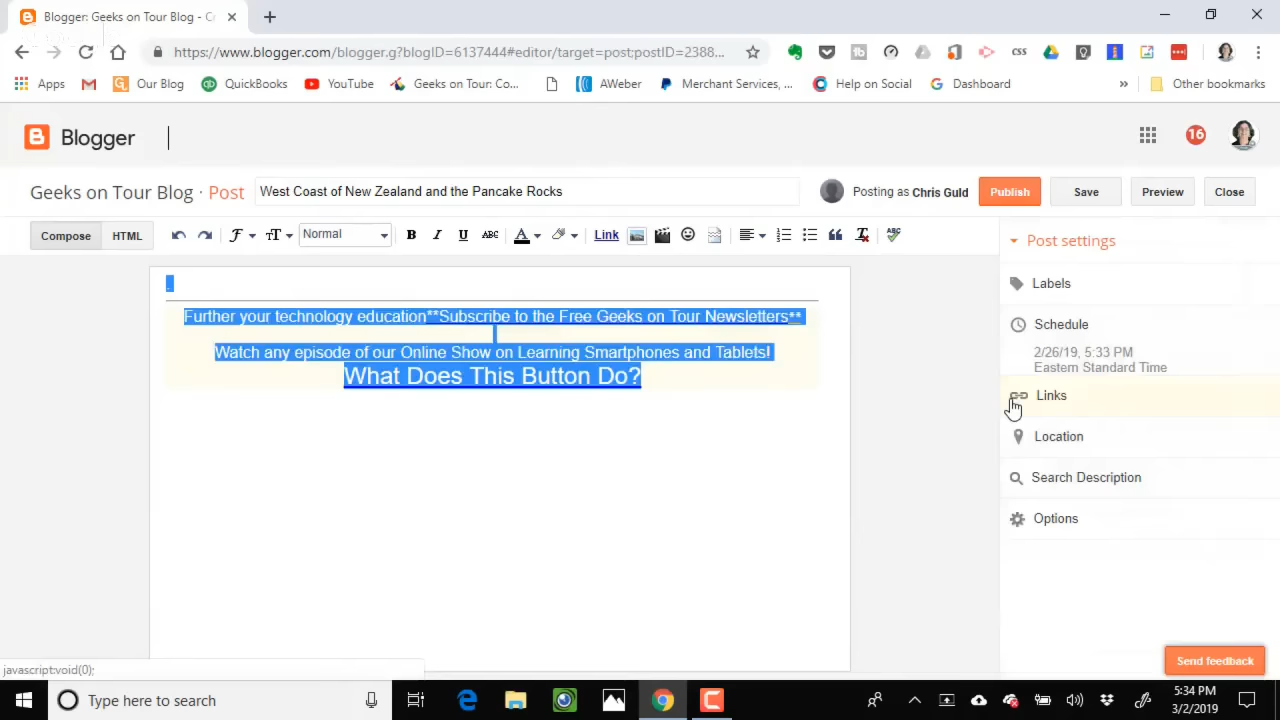 Blogger: Geeks on Tour Blog - Cr
https://www.blogger.com/blogger.g?blogID=6137444#editor/target=post;postID=2388...
css
Apps Our Blog QuickBooks YouTube Geeks on Tour: Co... AWeber Merchant Services, ... Help on Social Dashboard » Other bookmarks
Blogger 16
Geeks on Tour Blog · Post West Coast of New Zealand and the Pancake Rocks Posting as Chris Guld Publish Save Preview Close
Compose HTML Normal B I U ABC A Link ABC
Post settings
Labels
Schedule
2/26/19, 5:33 PM
Eastern Standard Time
Links
Location
Search Description
Options
Further your technology education**Subscribe to the Free Geeks on Tour Newsletters**
Watch any episode of our Online Show on Learning Smartphones and Tablets!
What Does This Button Do?
Send feedback
javascript:void(0);
Type here to search
5:34 PM
3/2/2019